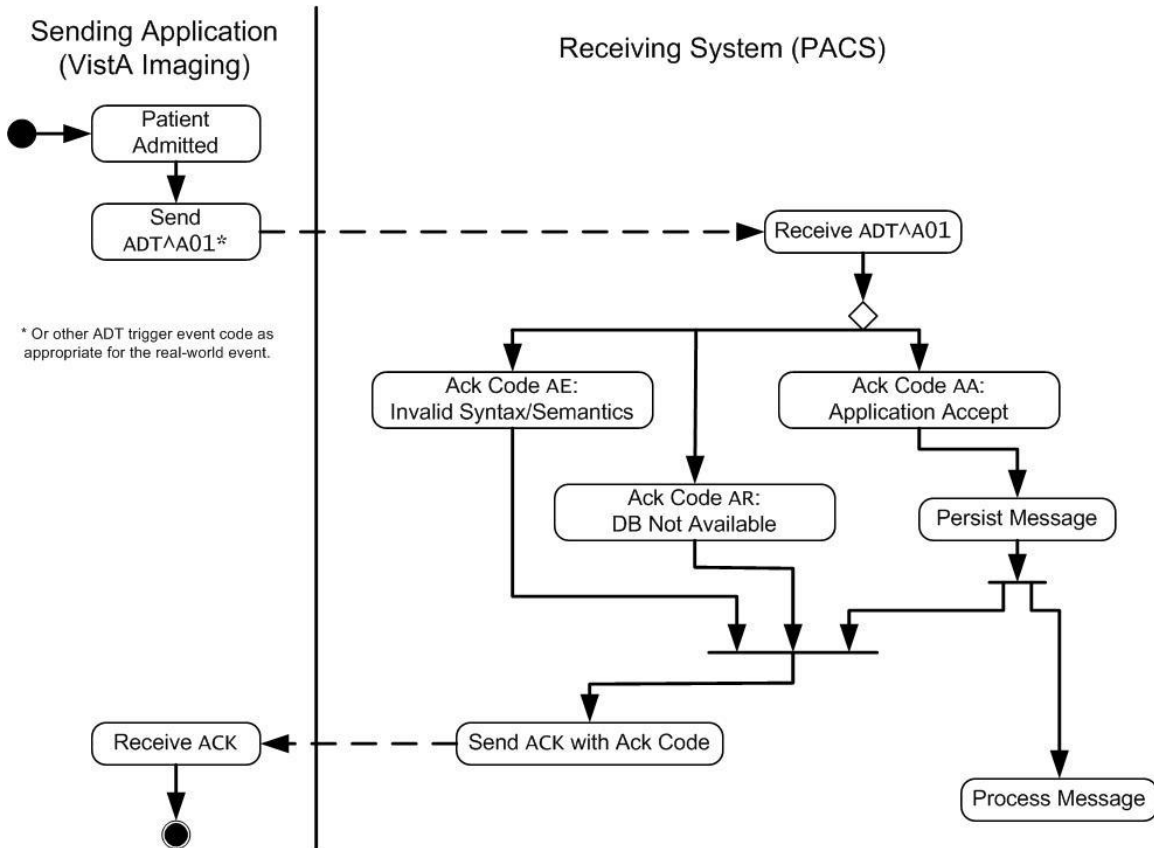 Sending Application
(VistA Imaging)
Receiving System (PACS)
Patient
Admitted
Send
ADT^A01*
Receive ADT^A01
* Or other ADT trigger event code as
appropriate for the real-world event.
Ack Code AE:
Invalid Syntax/Semantics
Ack Code AA:
Application Accept
Ack Code AR:
DB Not Available
Persist Message
Receive ACK
Send ACK with Ack Code
Process Message